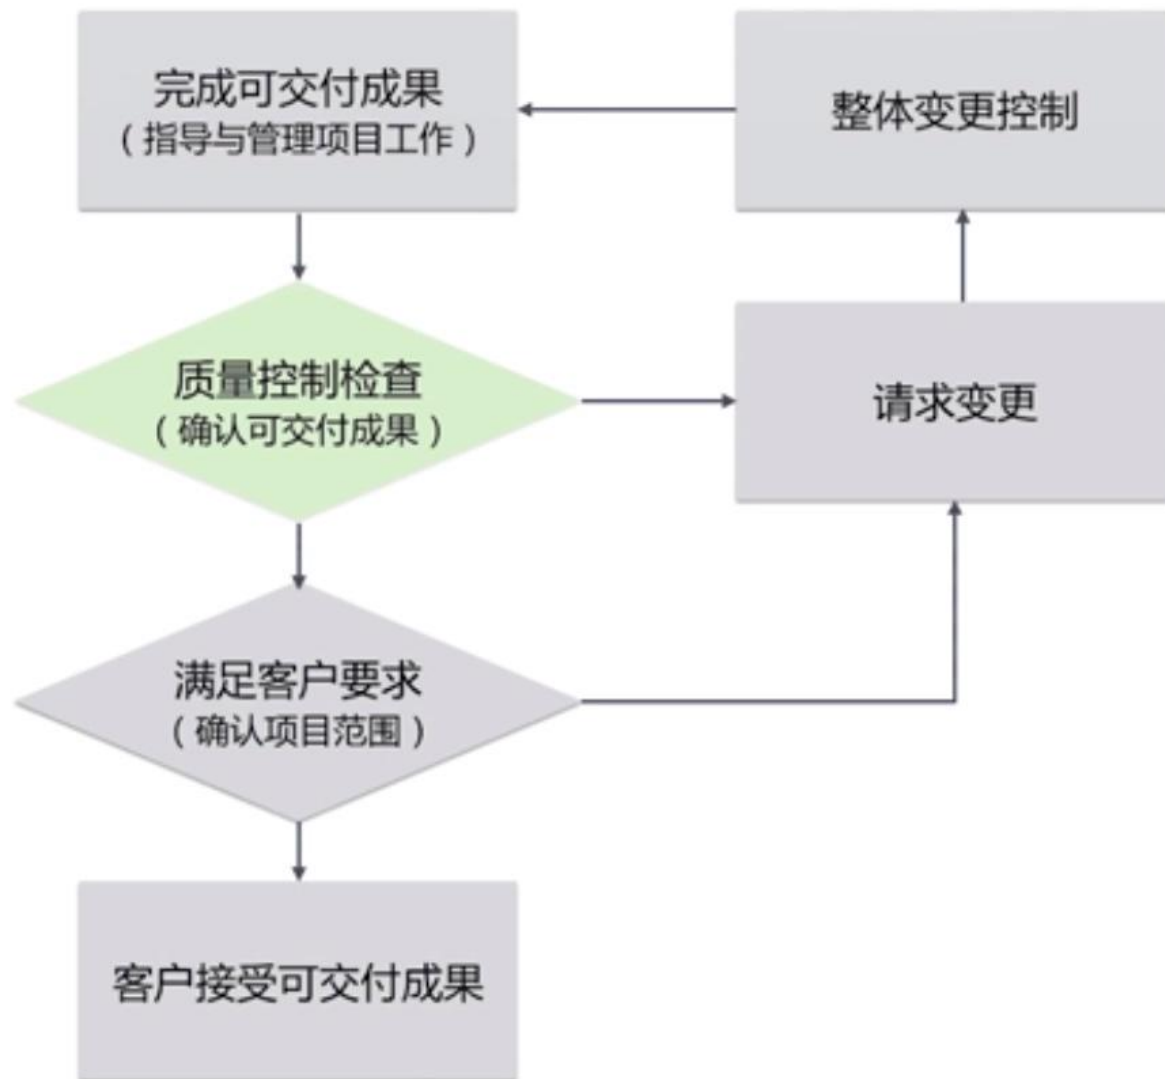 完成可交付成果
（指导与管理项目工作）
整体变更控制
质量控制检查
（确认可交付成果）
请求变更
满足客户要求
（确认项目范围）
客户接受可交付成果